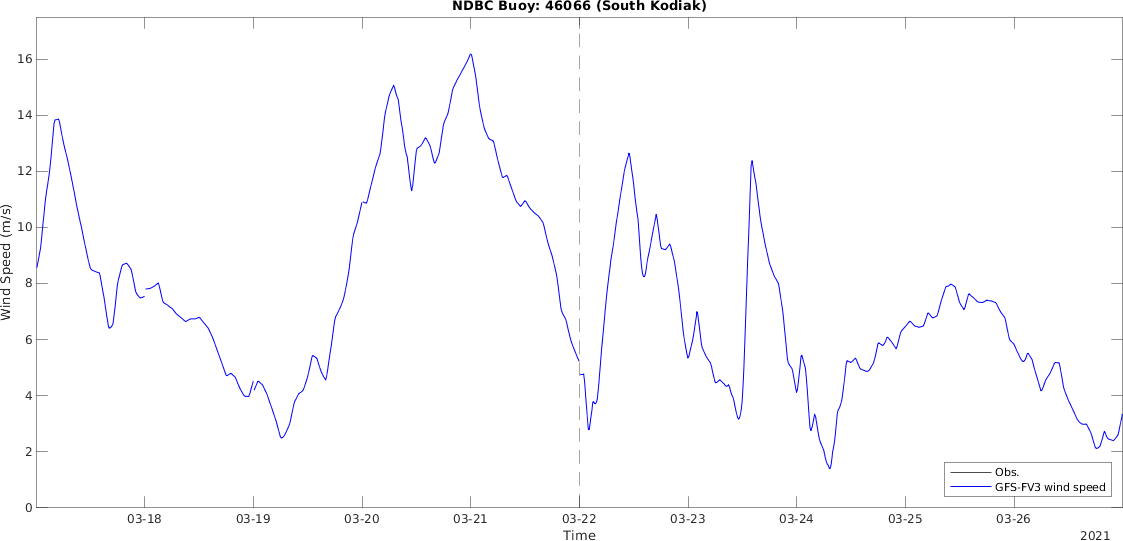 NDBC Buoy: 46066 (South Kodiak)
Wind Speed (m/s)
16
14
12
10
8
6
4
2
0
03-18 03-19 03-20 03-21 03-22 03-23 03-24 03-25 03-26
Time
2021
Obs.
GFS-FV3 wind speed